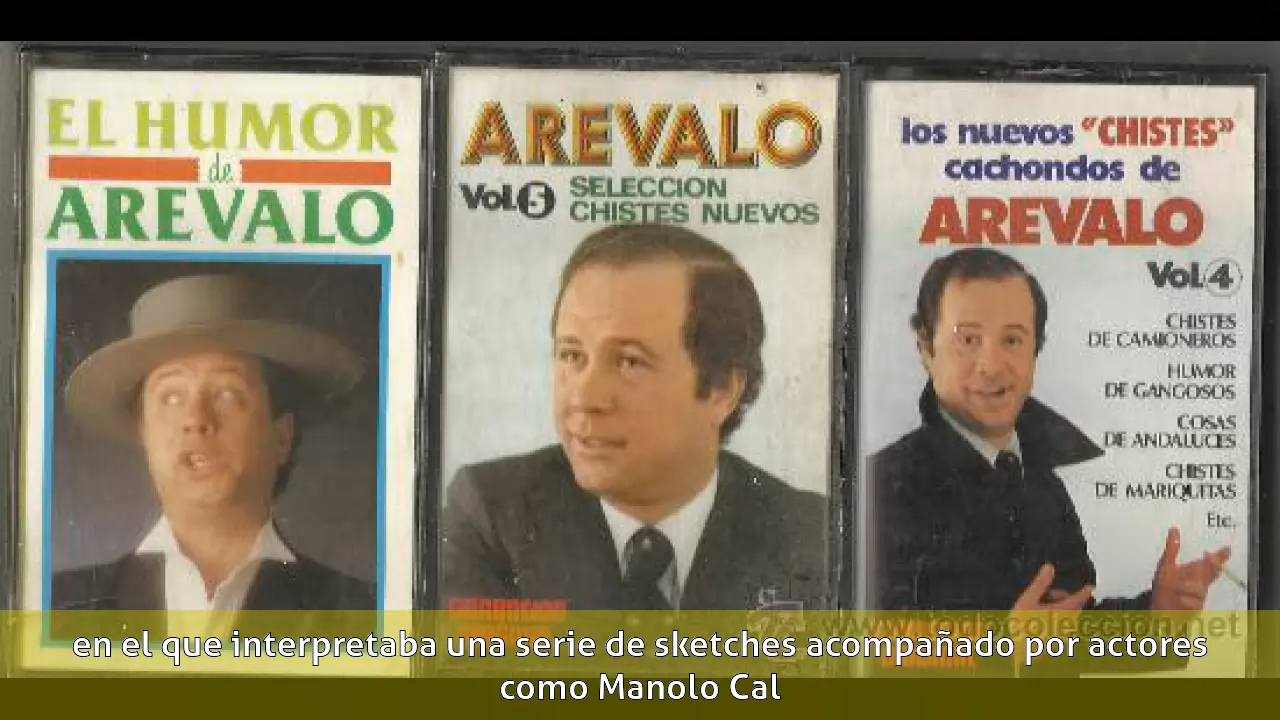 EL HUMOR
de
AREVALO
AREVALO
Vol. 5
SELECCION
CHISTES NUEVOS
los nuevos "CHISTES"
cachondos de
AREVALO
Vol. 4
CHISTES
DE CAMIONEROS
HUMOR
DE GANGOSOS
COSAS
DE ANDALUCES
CHISTES
DE MARIQUITAS
Etc.
www.todocoleccion.net
en el que interpretaba una serie de sketches acompañado por actores
como Manolo Cal